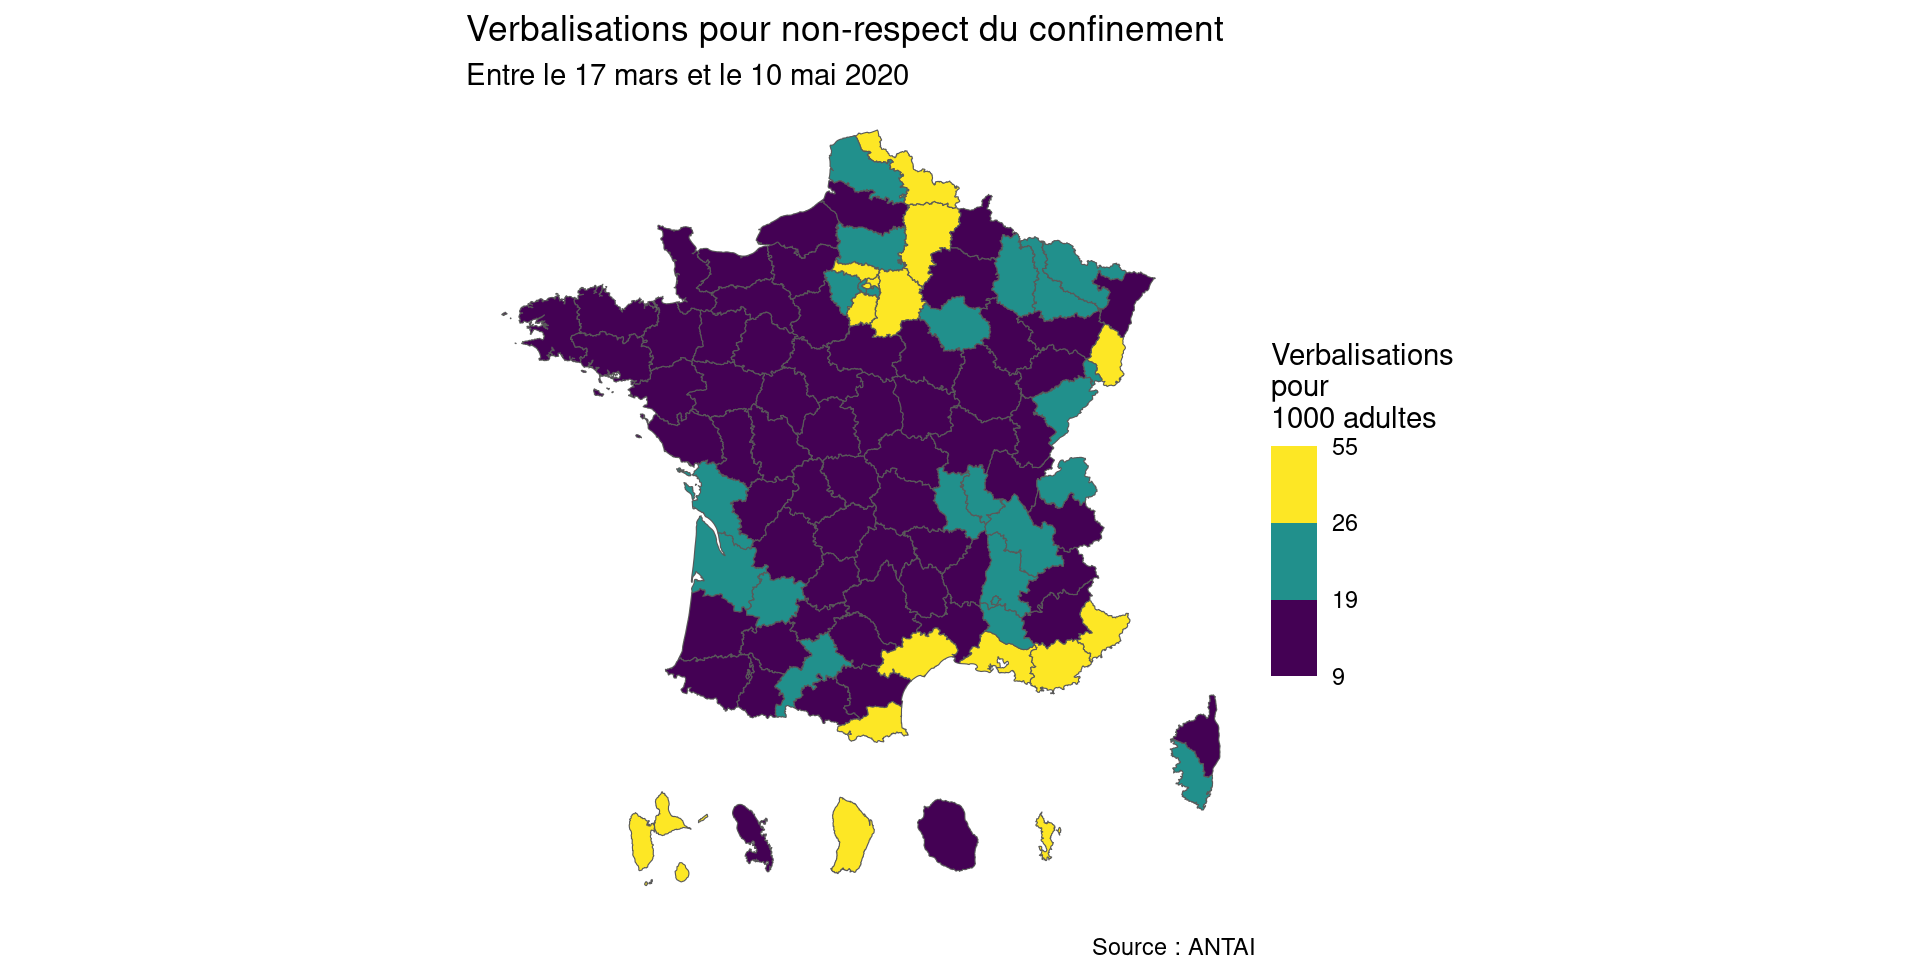 Verbalisations pour non-respect du confinement
Entre le 17 mars et le 10 mai 2020
Verbalisations
pour
1000 adultes
55
26
19
9
Source : ANTAI